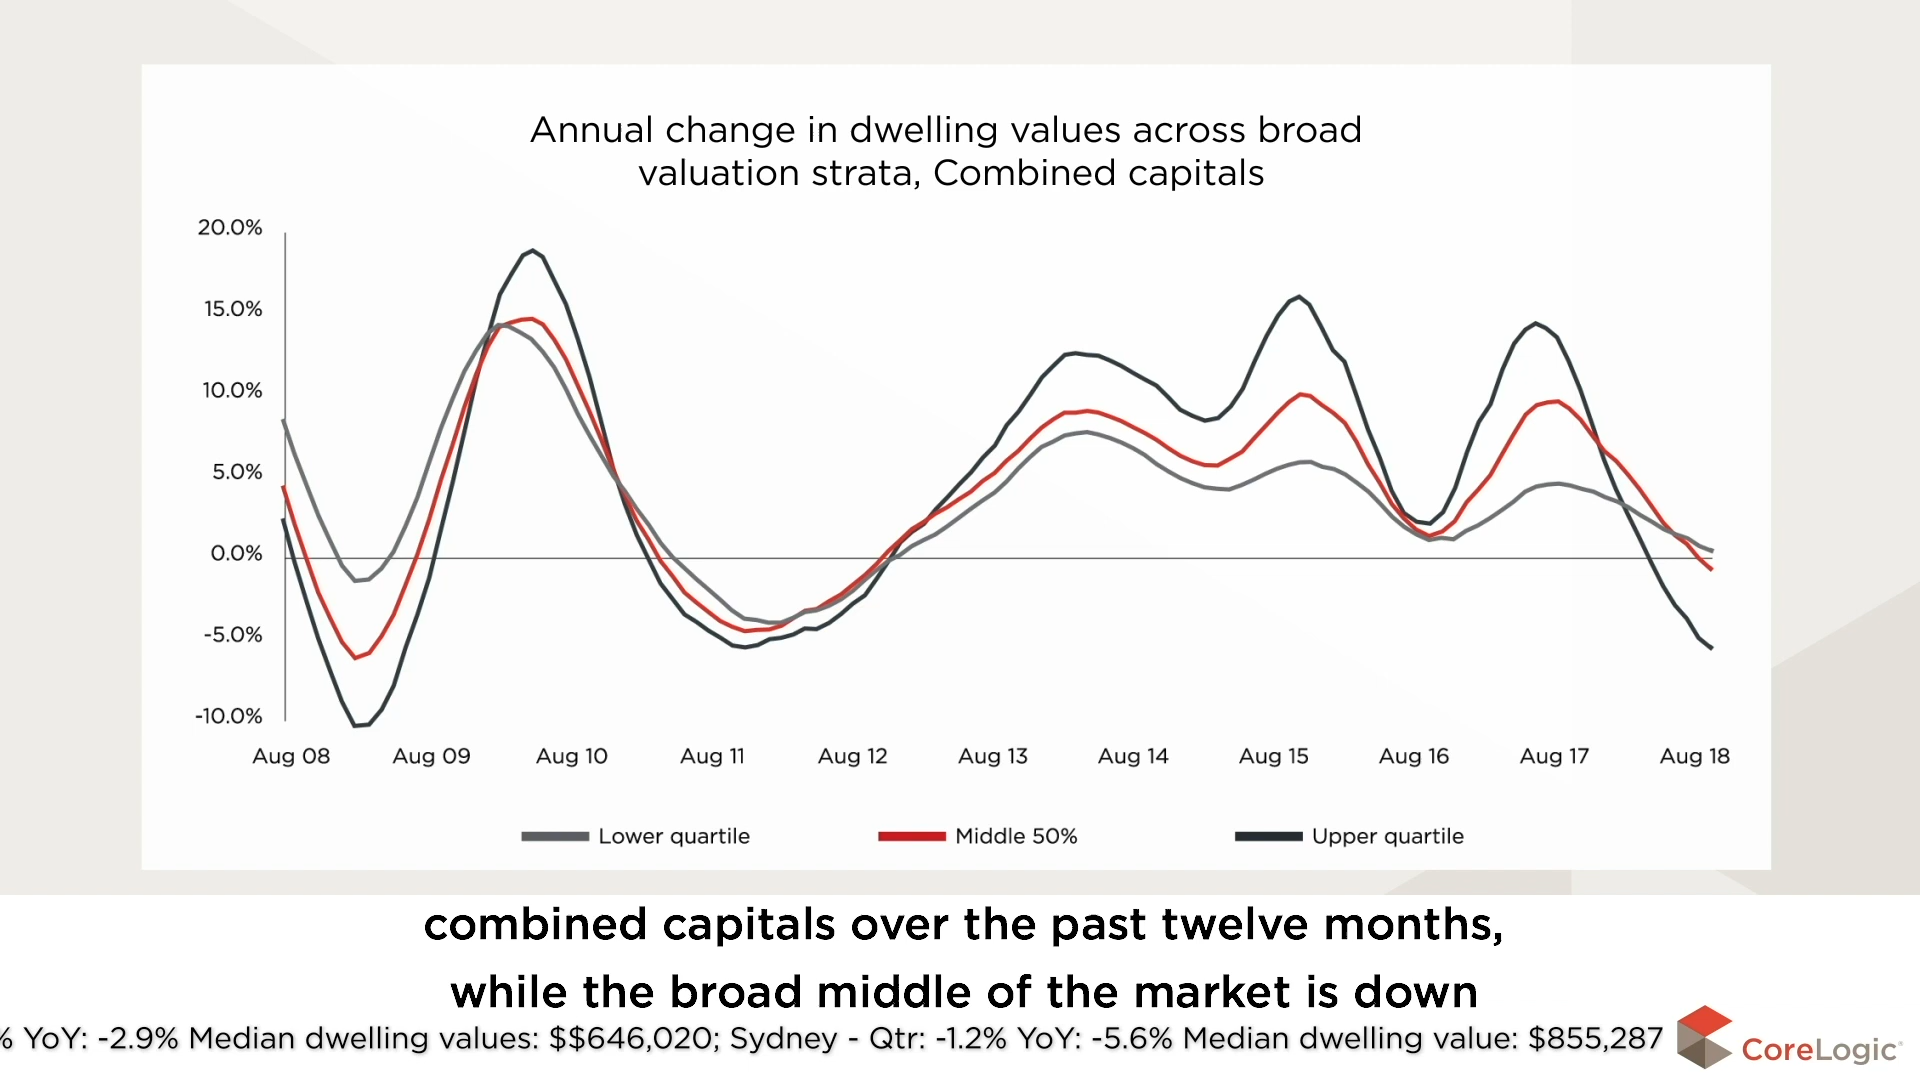 Annual change in dwelling values across broad
valuation strata, Combined capitals
20.0%
15.0%
10.0%
5.0%
0.0%
-5.0%
-10.0%
Aug 08 Aug 09 Aug 10 Aug 11 Aug 12 Aug 13 Aug 14 Aug 15 Aug 16 Aug 17 Aug 18
Lower quartile Middle 50% Upper quartile
combined capitals over the past twelve months,
while the broad middle of the market is down
% YoY: -2.9% Median dwelling values: $$646,020; Sydney - Qtr: -1.2% YoY: -5.6% Median dwelling value: $855,287
CoreLogic